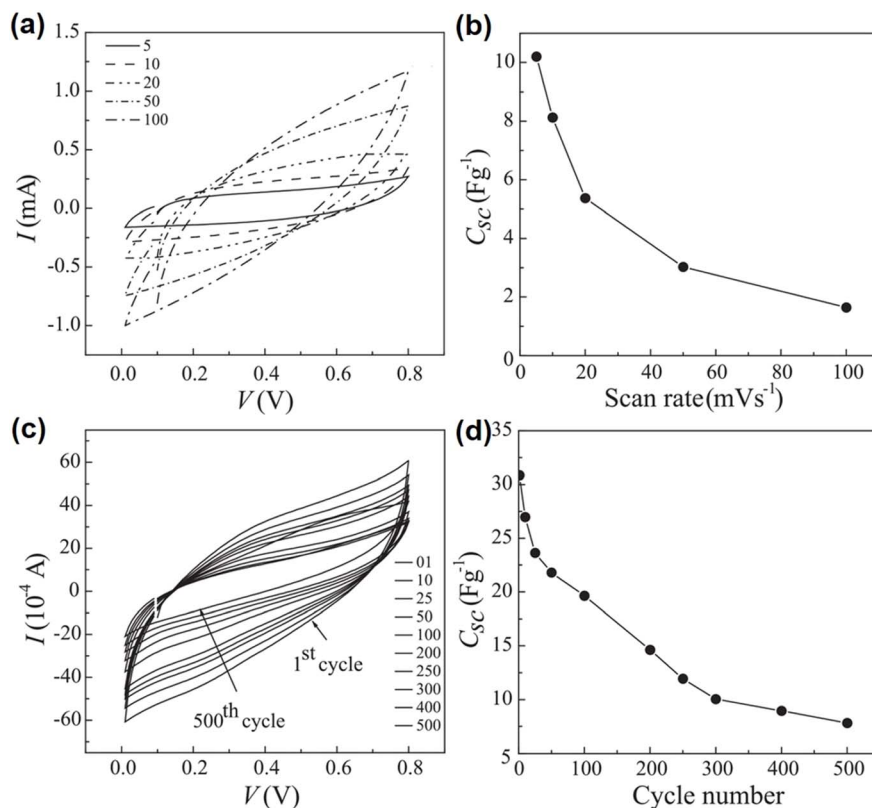 (a)
5
10
20
50
100
1.5
1.0
0.5
0.0
-0.5
-1.0
I (mA)
0.0 0.2 0.4 0.6 0.8
V (V)
(b)
10
8
6
4
2
0
C_SC (Fg⁻¹)
0 20 40 60 80 100
Scan rate(mVs⁻¹)
(c)
60
40
20
0
-20
-40
-60
I (10⁻⁴ A)
01
10
25
50
100
200
250
300
400
500
1ˢᵗ cycle
500ᵗʰ cycle
0.0 0.2 0.4 0.6 0.8
V (V)
(d)
35
30
25
20
15
10
5
C_SC (Fg⁻¹)
0 100 200 300 400 500
Cycle number